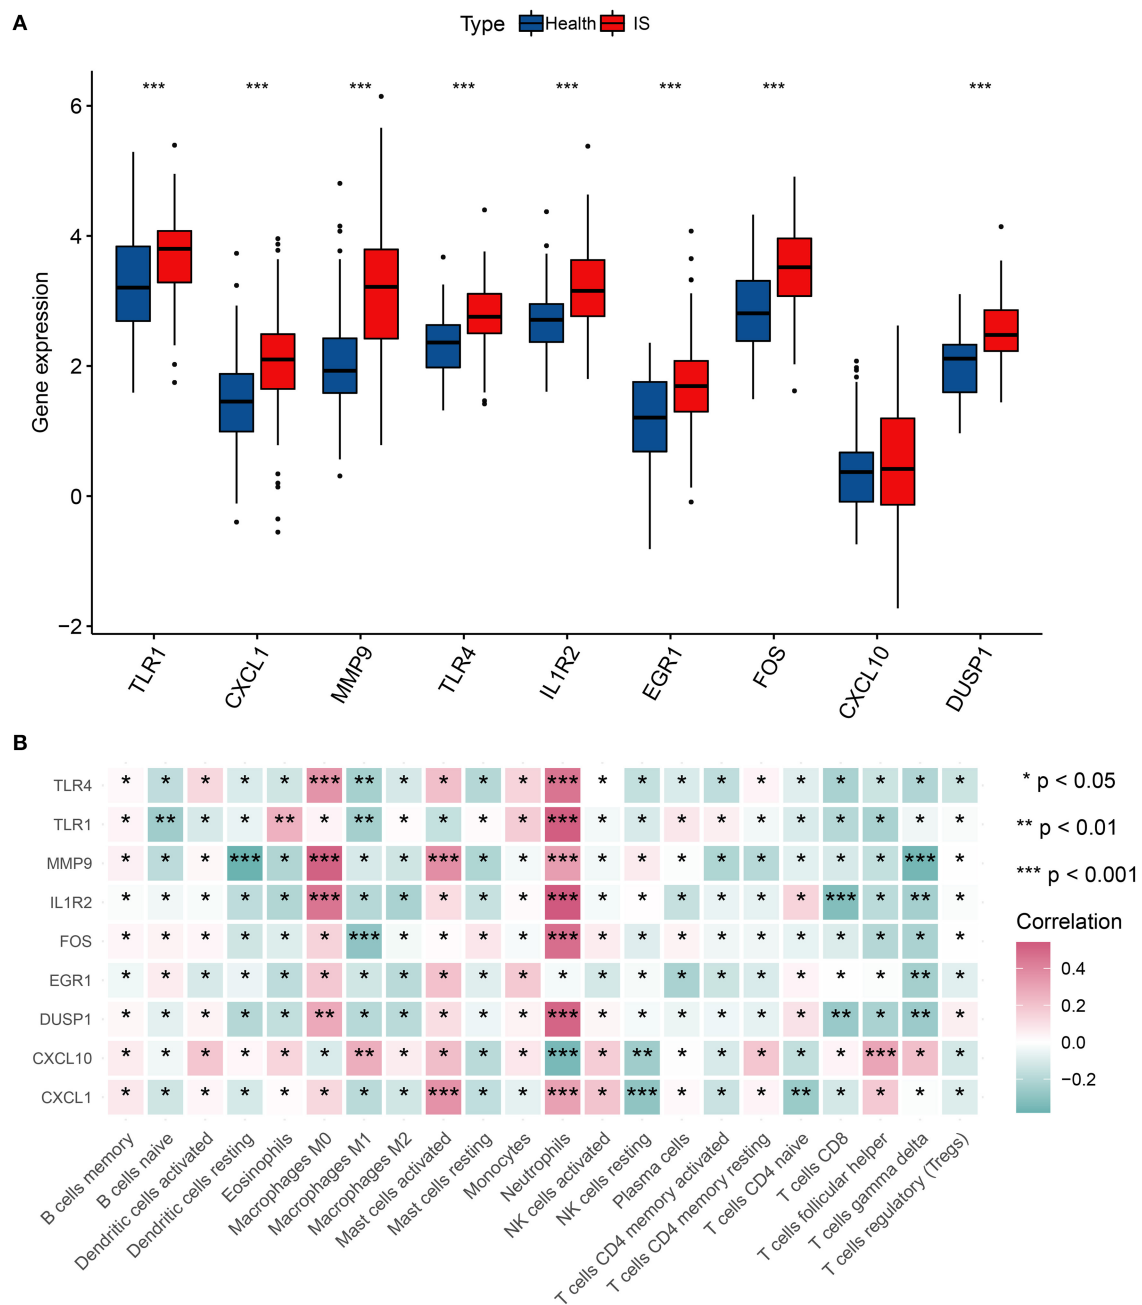 A
Type Health IS
*** *** *** *** *** *** *** ***
6
4
2
0
−2
Gene expression
TLR1 CXCL1 MMP9 TLR4 IL1R2 EGR1 FOS CXCL10 DUSP1
B
TLR4 * * * * * *** ** * * * * *** * * * * * * * * * *
TLR1 * ** * * ** * ** * * * * *** * * * * * * * * * *
MMP9 * * * *** * *** * * *** * * *** * * * * * * * * *** *
IL1R2 * * * * * *** * * * * * *** * * * * * * *** * ** *
FOS * * * * * * *** * * * * *** * * * * * * * * * *
EGR1 * * * * * * * * * * * * * * * * * * * * ** *
DUSP1 * * * * * ** * * * * * *** * * * * * * ** * ** *
CXCL10 * * * * * * ** * * * * *** * ** * * * * * *** * *
CXCL1 * * * * * * * * *** * * *** * *** * * * ** * * * *
B cells memory
B cells naive
Dendritic cells activated
Dendritic cells resting
Eosinophils
Macrophages M0
Macrophages M1
Macrophages M2
Mast cells activated
Mast cells resting
Monocytes
Neutrophils
NK cells activated
NK cells resting
Plasma cells
T cells CD4 memory activated
T cells CD4 memory resting
T cells CD4 naive
T cells CD8
T cells follicular helper
T cells gamma delta
T cells regulatory (Tregs)
* p < 0.05
** p < 0.01
*** p < 0.001
Correlation
0.4
0.2
0.0
−0.2